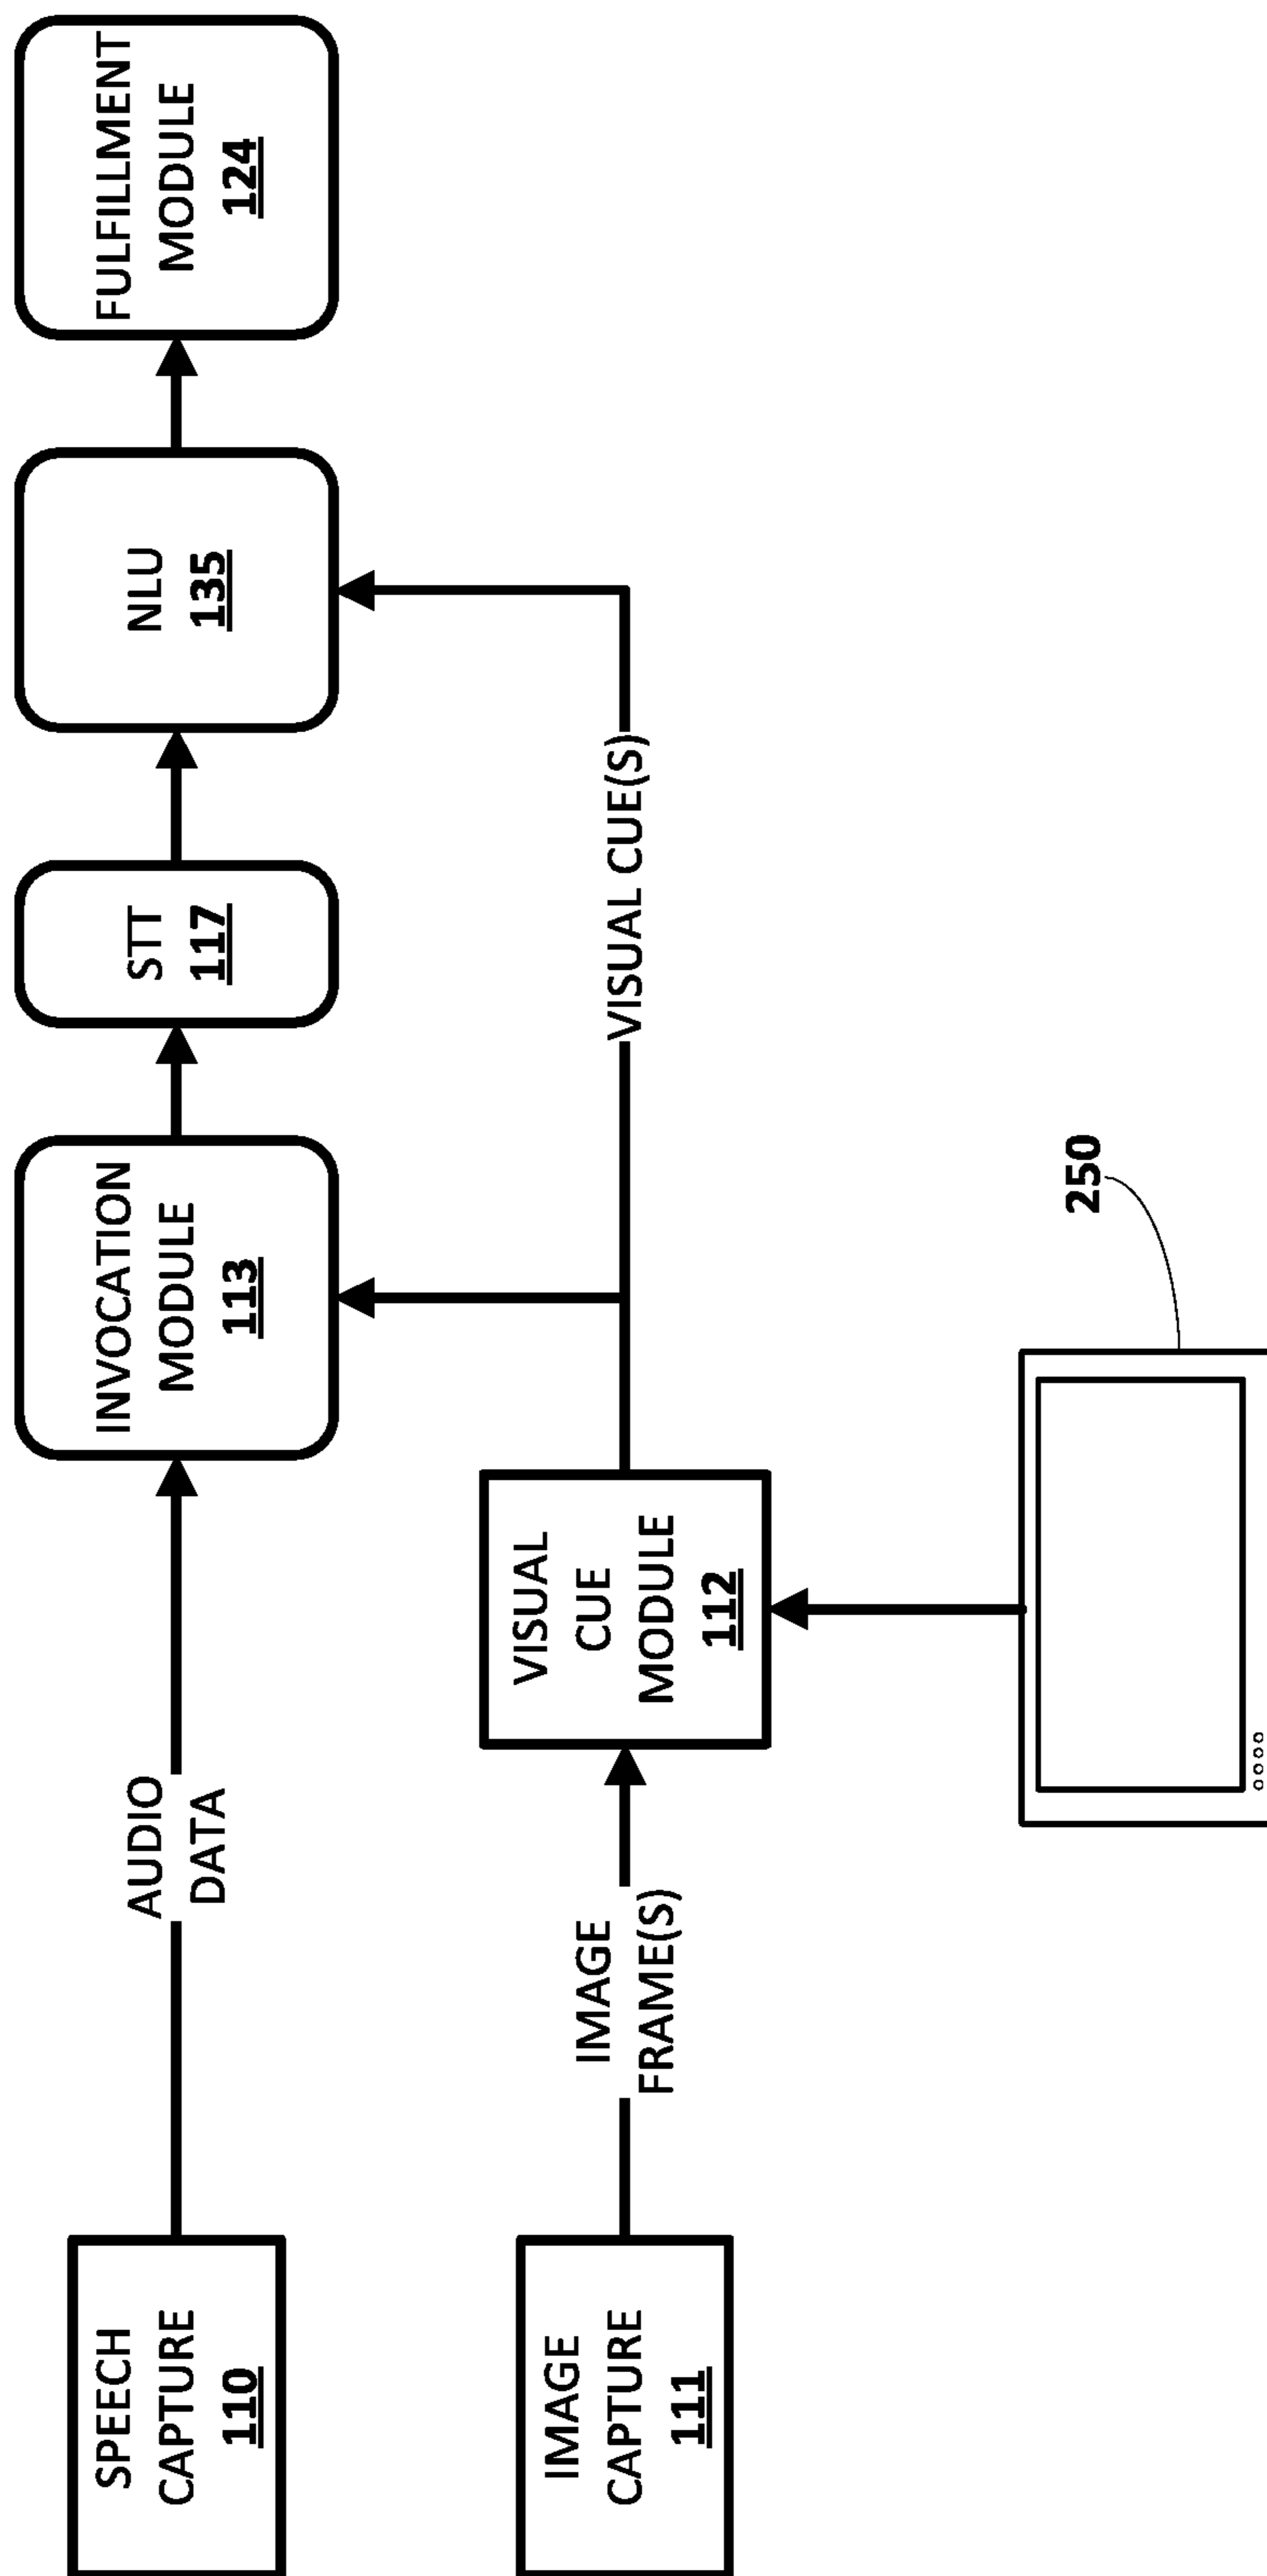 SPEECH
CAPTURE
110
AUDIO
DATA
INVOCATION
MODULE
113
STT
117
NLU
135
FULFILLMENT
MODULE
124
IMAGE
CAPTURE
111
IMAGE
FRAME(S)
VISUAL
CUE
MODULE
112
VISUAL CUE(S)
250